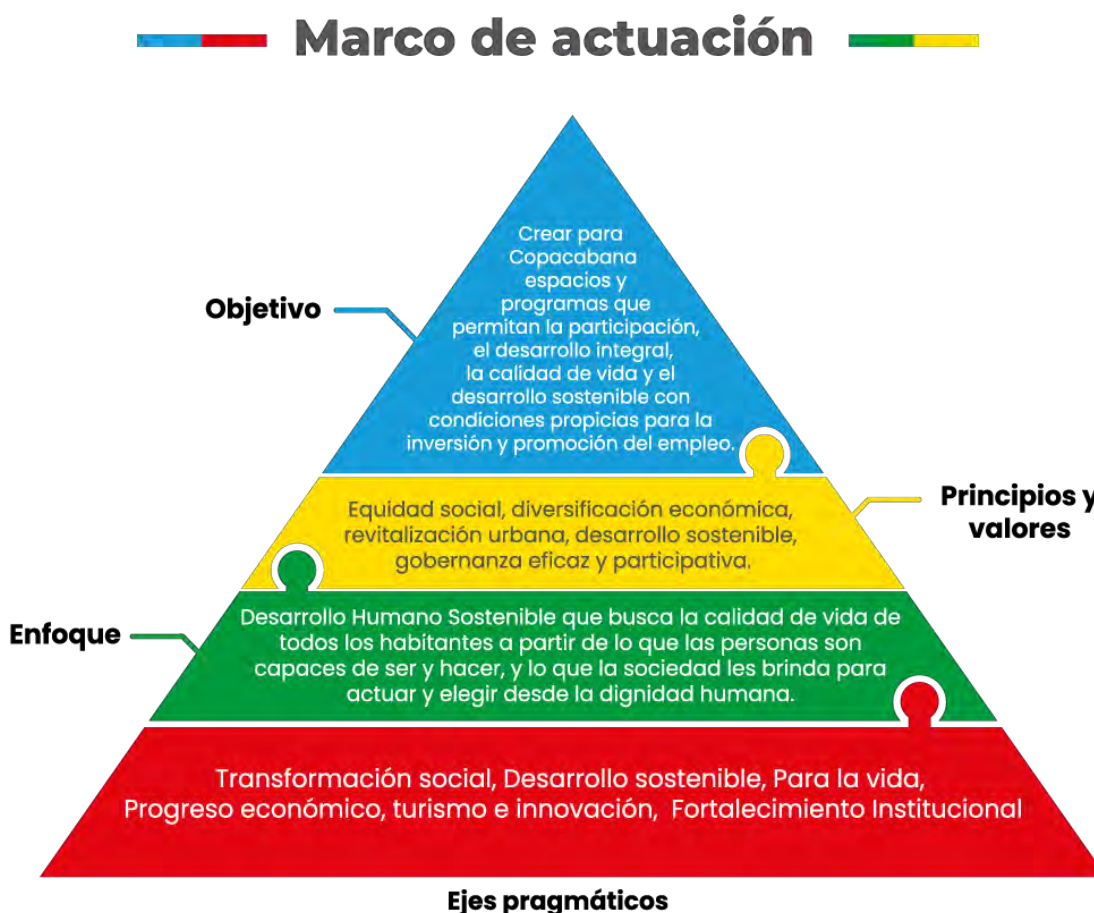 Marco de actuación
Crear para
Copacabana
espacios y
programas que
permitan la participación,
el desarrollo integral,
la calidad de vida y el
desarrollo sostenible con
condiciones propicias para la
inversión y promoción del empleo.
Objetivo
Equidad social, diversificación económica,
revitalización urbana, desarrollo sostenible,
gobernanza eficaz y participativa.
Principios y
valores
Desarrollo Humano Sostenible que busca la calidad de vida de
todos los habitantes a partir de lo que las personas son
capaces de ser y hacer, y lo que la sociedad les brinda para
actuar y elegir desde la dignidad humana.
Enfoque
Transformación social, Desarrollo sostenible, Para la vida,
Progreso económico, turismo e innovación, Fortalecimiento Institucional
Ejes pragmáticos